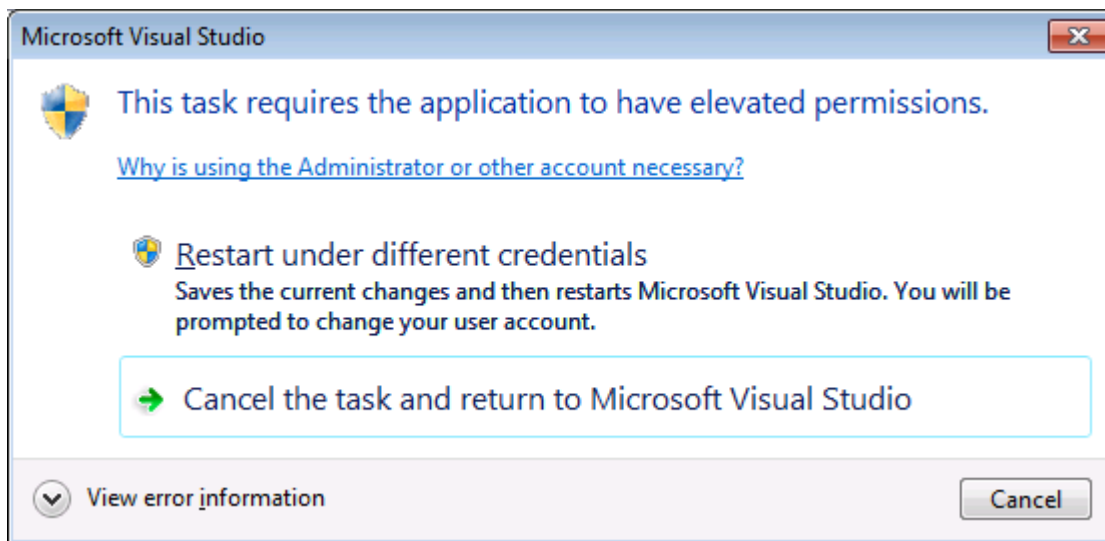 Microsoft Visual Studio
This task requires the application to have elevated permissions.
Why is using the Administrator or other account necessary?
Restart under different credentials
Saves the current changes and then restarts Microsoft Visual Studio. You will be
prompted to change your user account.
Cancel the task and return to Microsoft Visual Studio
View error information
Cancel